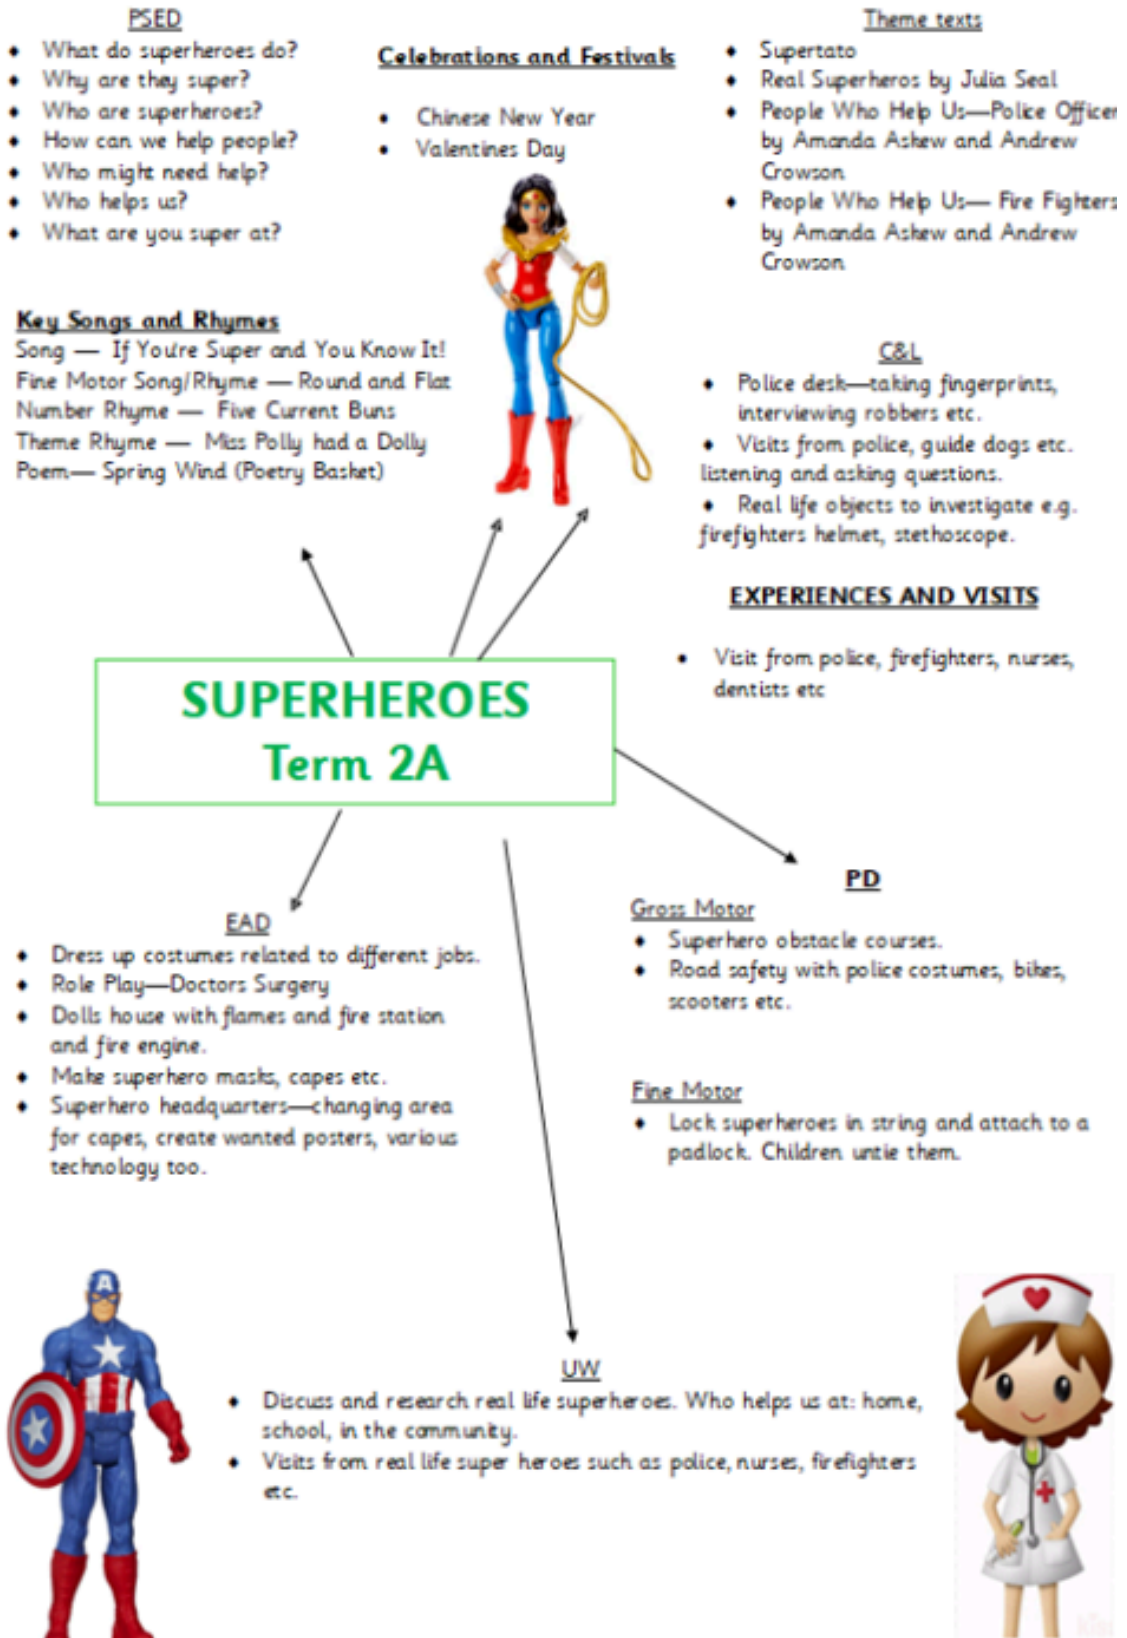 PSED
• What do superheroes do?
• Why are they super?
• Who are superheroes?
• How can we help people?
• Who might need help?
• Who helps us?
• What are you super at?
Celebrations and Festivals
• Chinese New Year
• Valentines Day
Theme texts
• Supertato
• Real Superheros by Julia Seal
• People Who Help Us—Police Officer
by Amanda Askew and Andrew
Crowson
• People Who Help Us— Fire Fighters
by Amanda Askew and Andrew
Crowson
Key Songs and Rhymes
Song — If You're Super and You Know It!
Fine Motor Song/Rhyme — Round and Flat
Number Rhyme — Five Current Buns
Theme Rhyme — Miss Polly had a Dolly
Poem— Spring Wind (Poetry Basket)
C&L
• Police desk—taking fingerprints,
interviewing robbers etc.
• Visits from police, guide dogs etc.
listening and asking questions.
• Real life objects to investigate e.g.
firefighters helmet, stethoscope.
EXPERIENCES AND VISITS
• Visit from police, firefighters, nurses,
dentists etc
SUPERHEROES
Term 2A
EAD
• Dress up costumes related to different jobs.
• Role Play—Doctors Surgery
• Dolls house with flames and fire station
and fire engine.
• Make superhero masks, capes etc.
• Superhero headquarters—changing area
for capes, create wanted posters, various
technology too.
PD
Gross Motor
• Superhero obstacle courses.
• Road safety with police costumes, bikes,
scooters etc.
Fine Motor
• Lock superheroes in string and attach to a
padlock. Children untie them.
A
UW
• Discuss and research real life superheroes. Who helps us at: home,
school, in the community.
• Visits from real life super heroes such as police, nurses, firefighters
etc.